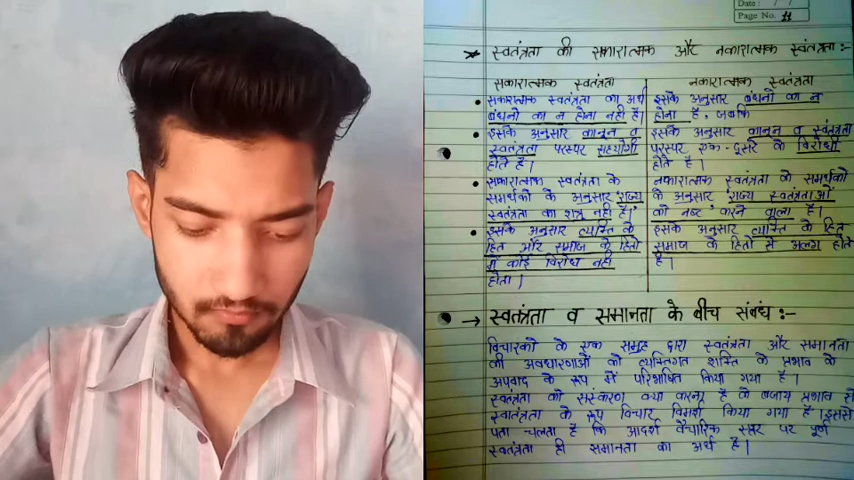 Date : / /
Page No. 11
* स्वतंत्रता की सकारात्मक और नकारात्मक स्वतंत्रता :-
सकारात्मक स्वतंत्रता
• सकारात्मक स्वतंत्रता का अर्थ
बंधनों का न होना नहीं है।
• इसके अनुसार कानून व
स्वतंत्रता परस्पर सहयोगी
होते हैं।
• सकारात्मक स्वतंत्रता के
समर्थकों के अनुसार 'राज्य
स्वतंत्रता का शत्रु नहीं है।'
• इसके अनुसार व्यक्ति के
हित और समाज के हितों
में कोई विरोध नहीं
होता।
नकारात्मक स्वतंत्रता
इसके अनुसार बंधनों का न
होना है, जबकि
इसके अनुसार कानून व स्वतंत्रता
परस्पर एक-दूसरे के विरोधी
होते हैं।
नकारात्मक स्वतंत्रता के समर्थकों
के अनुसार 'राज्य स्वतंत्रताओं
को नष्ट करने वाला है।
इसके अनुसार व्यक्ति के हित
समाज के हितों से अलग होते
हैं।
→ स्वतंत्रता व समानता के बीच संबंध :-
विचारकों के एक समूह द्वारा स्वतंत्रता और समानता
की अवधारणाओं को व्यक्तिगत शक्ति के प्रभाव के
अपवाद के रूप में परिभाषित किया गया है।
स्वतंत्रता की संस्करण क्या करना है के बजाय प्रभाव हो
स्वतंत्रता के रूप विचार विमर्श किया गया है। इससे
पता चलता है कि आदर्श वैचारिक स्तर पर पूर्ण
स्वतंत्रता ही समानता का अर्थ है।